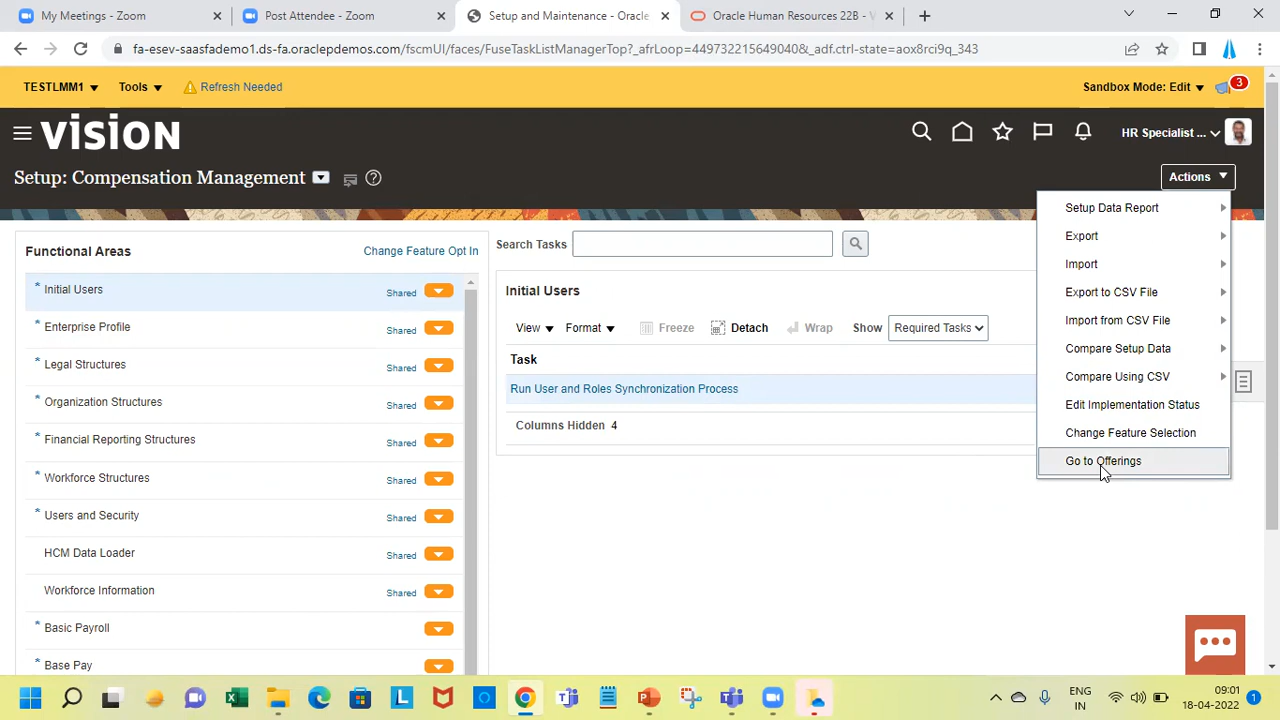 My Meetings - Zoom
Post Attendee - Zoom
Setup and Maintenance - Oracle
Oracle Human Resources 22B - V
fa-esev-saasfademo1.ds-fa.oraclepdemos.com/fscmUI/faces/FuseTaskListManagerTop?_afrLoop=4497322156490408&_adf.ctrl-state=aox8rci9q_343
TESTLMM1
Tools
Refresh Needed
Sandbox Mode: Edit
3
VISION
HR Specialist ...
Setup: Compensation Management
Actions
Setup Data Report
Export
Import
Export to CSV File
Import from CSV File
Compare Setup Data
Compare Using CSV
Edit Implementation Status
Change Feature Selection
Go to Offerings
Functional Areas
Change Feature Opt In
* Initial Users
Shared
* Enterprise Profile
Shared
* Legal Structures
Shared
* Organization Structures
Shared
* Financial Reporting Structures
Shared
* Workforce Structures
Shared
* Users and Security
Shared
HCM Data Loader
Shared
Workforce Information
Shared
* Basic Payroll
* Base Pay
Search Tasks
Initial Users
View
Format
Freeze
Detach
Wrap
Show
Required Tasks
Task
Run User and Roles Synchronization Process
Columns Hidden 4
ENG
IN
09:01
18-04-2022
1